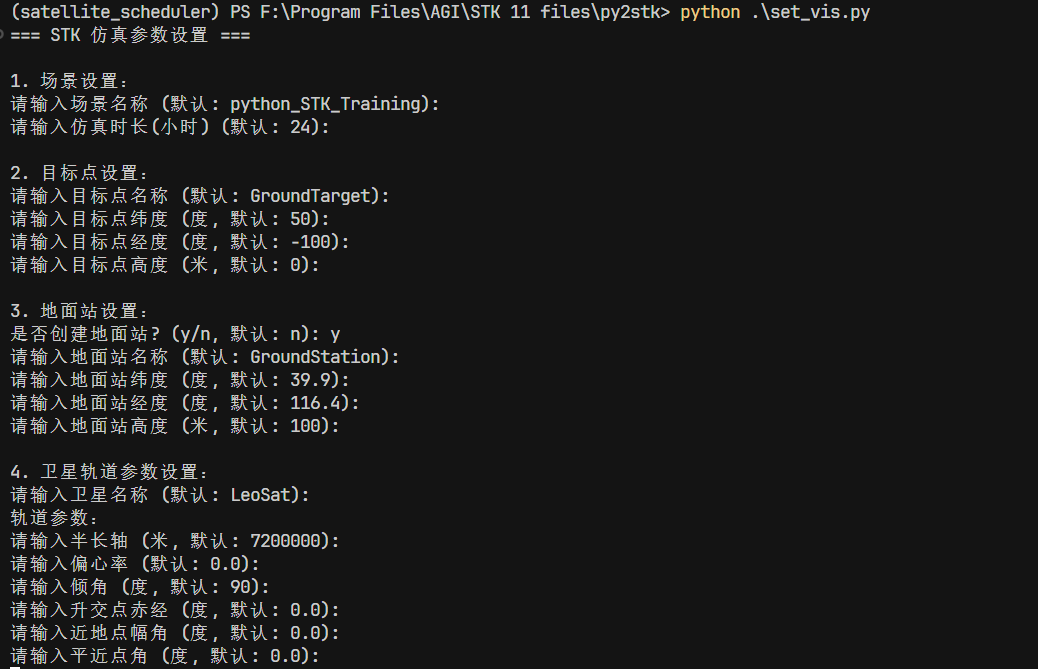 (satellite_scheduler) PS F:\Program Files\AGI\STK 11 files\py2stk> python .\set_vis.py
=== STK 仿真参数设置 ===
1. 场景设置:
请输入场景名称 (默认: python_STK_Training):
请输入仿真时长(小时) (默认: 24):
2. 目标点设置:
请输入目标点名称 (默认: GroundTarget):
请输入目标点纬度 (度, 默认: 50):
请输入目标点经度 (度, 默认: -100):
请输入目标点高度 (米, 默认: 0):
3. 地面站设置:
是否创建地面站? (y/n, 默认: n): y
请输入地面站名称 (默认: GroundStation):
请输入地面站纬度 (度, 默认: 39.9):
请输入地面站经度 (度, 默认: 116.4):
请输入地面站高度 (米, 默认: 100):
4. 卫星轨道参数设置:
请输入卫星名称 (默认: LeoSat):
轨道参数:
请输入半长轴 (米, 默认: 7200000):
请输入偏心率 (默认: 0.0):
请输入倾角 (度, 默认: 90):
请输入升交点赤经 (度, 默认: 0.0):
请输入近地点幅角 (度, 默认: 0.0):
请输入平近点角 (度, 默认: 0.0):